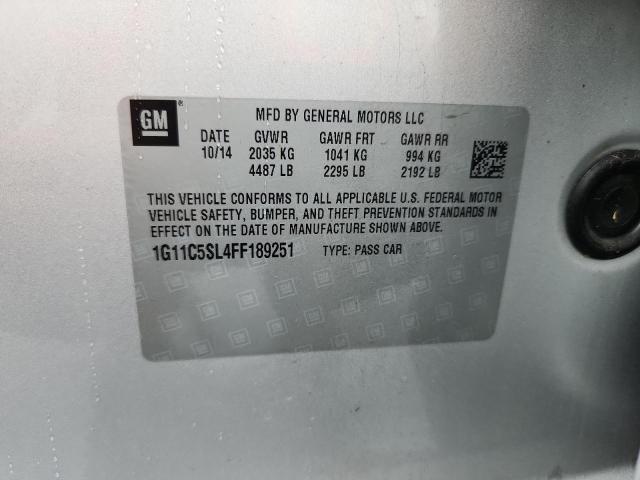 GM
MFD BY GENERAL MOTORS LLC
DATE GVWR GAWR FRT GAWR RR
10/14 2035 KG 1041 KG 994 KG
4487 LB 2295 LB 2192 LB
THIS VEHICLE CONFORMS TO ALL APPLICABLE U.S. FEDERAL MOTOR
VEHICLE SAFETY, BUMPER, AND THEFT PREVENTION STANDARDS IN
EFFECT ON THE DATE OF MANUFACTURE SHOWN ABOVE.
1G11C5SL4FF189251 TYPE: PASS CAR